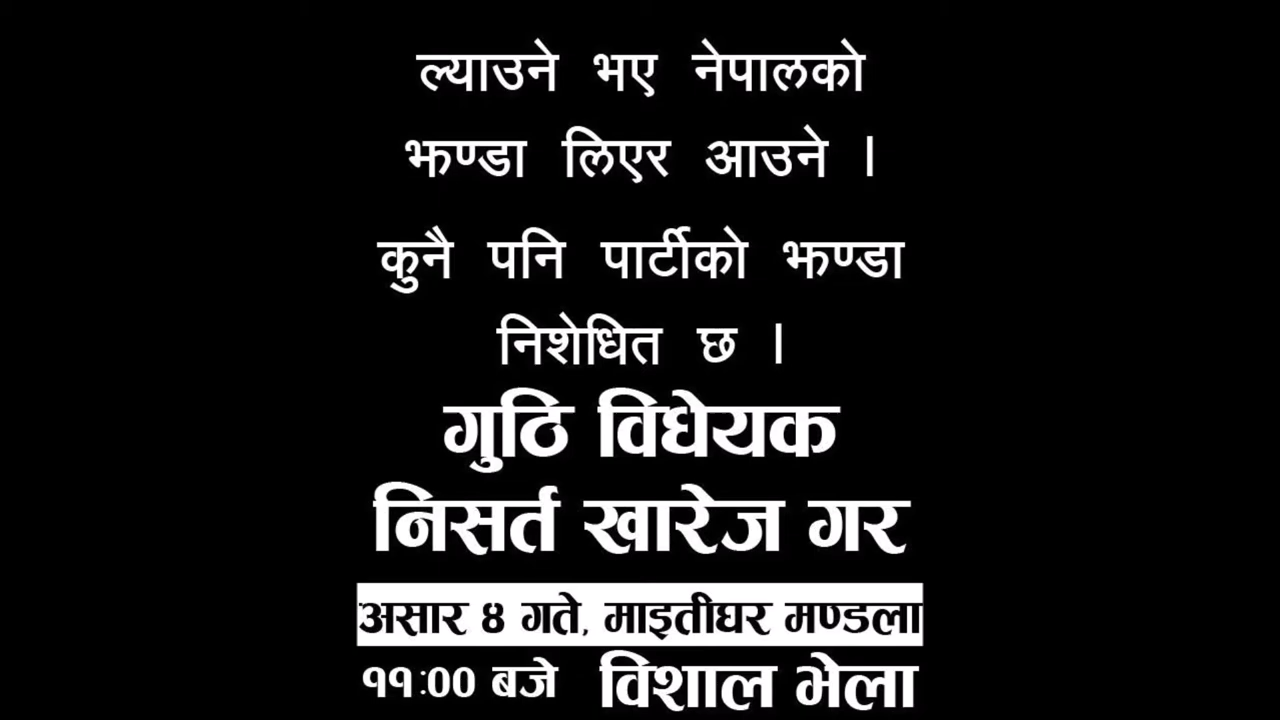 ल्याउने भए नेपालको
झण्डा लिएर आउने ।
कुनै पनि पार्टीको झण्डा
निशेधित छ ।
गुठि विधेयक
निसर्त खारेज गर
असार ४ गते, माइतीघर मण्डला
११:00 बजे विशाल भेला